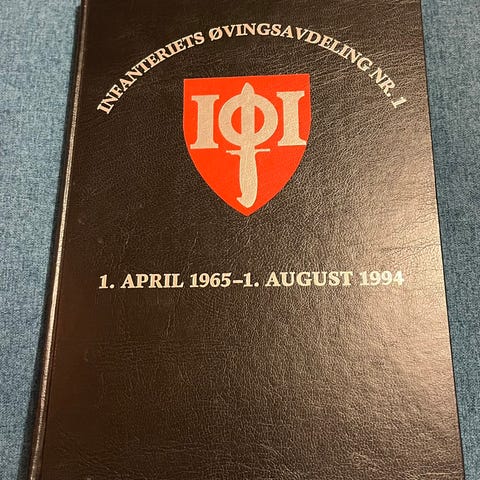 INFANTERIETS ØVINGSAVDELING NR. 1
IØI
1. APRIL 1965–1. AUGUST 1994